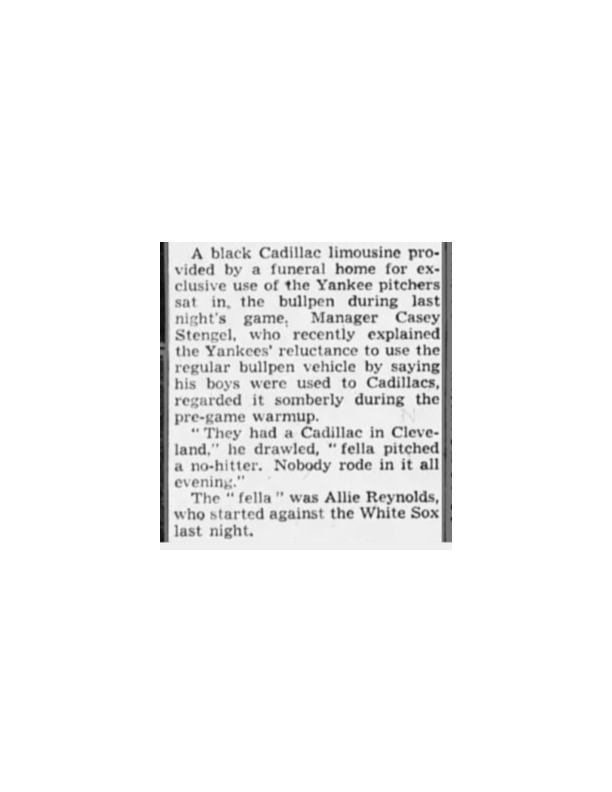 A black Cadillac limousine pro-
vided by a funeral home for ex-
clusive use of the Yankee pitchers
sat in, the bullpen during last
night's game. Manager Casey
Stengel, who recently explained
the Yankees' reluctance to use the
regular bullpen vehicle by saying
his boys were used to Cadillacs,
regarded it somberly during the
pre-game warmup.
"They had a Cadillac in Cleve-
land," he drawled, "fella pitched
a no-hitter. Nobody rode in it all
evening."
The "fella" was Allie Reynolds,
who started against the White Sox
last night.